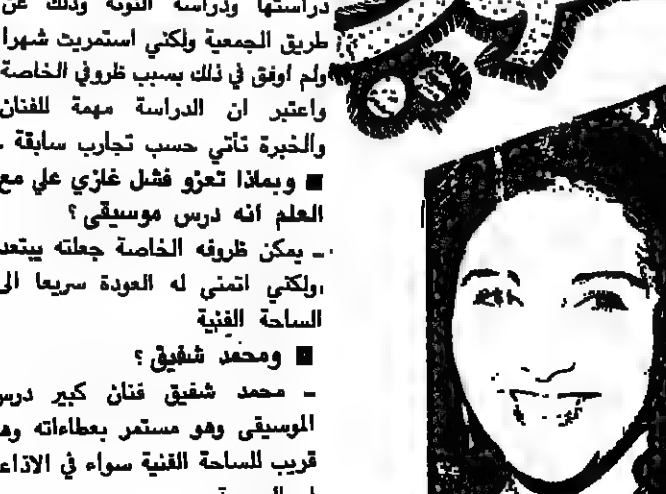 دراستها ودراسة النوتة وذلك عن
طريق الجمعية ولكني استمريت شهرا
ولم اوفق في ذلك بسبب ظروفي الخاصة
واعتبر ان الدراسة مهمة للفنان
والخبرة تأتي حسب تجارب سابقة .
■ وبماذا تعزو فشل غازي علي مع
العلم انه درس موسيقى ؟
ـ يمكن ظروفه الخاصة جعلته يبتعد
ولكني اتمنى له العودة سريعا الى
الساحة الفنية
■ ومحمد شفيق ؟
ـ محمد شفيق فنان كبير درس
الموسيقى وهو مستمر بعطاءاته وهو
قريب للساحة الفنية سواء في الاذاعة